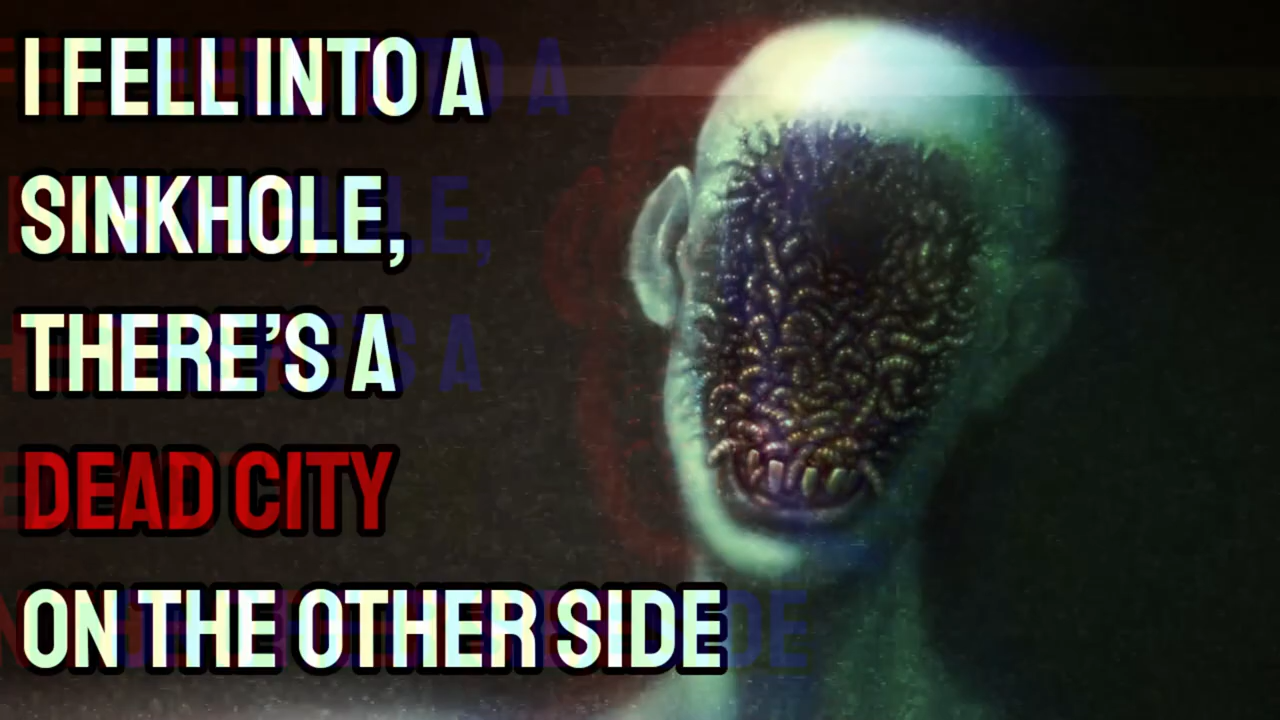 I FELL INTO A
SINKHOLE,
THERE'S A
DEAD CITY
ON THE OTHER SIDE